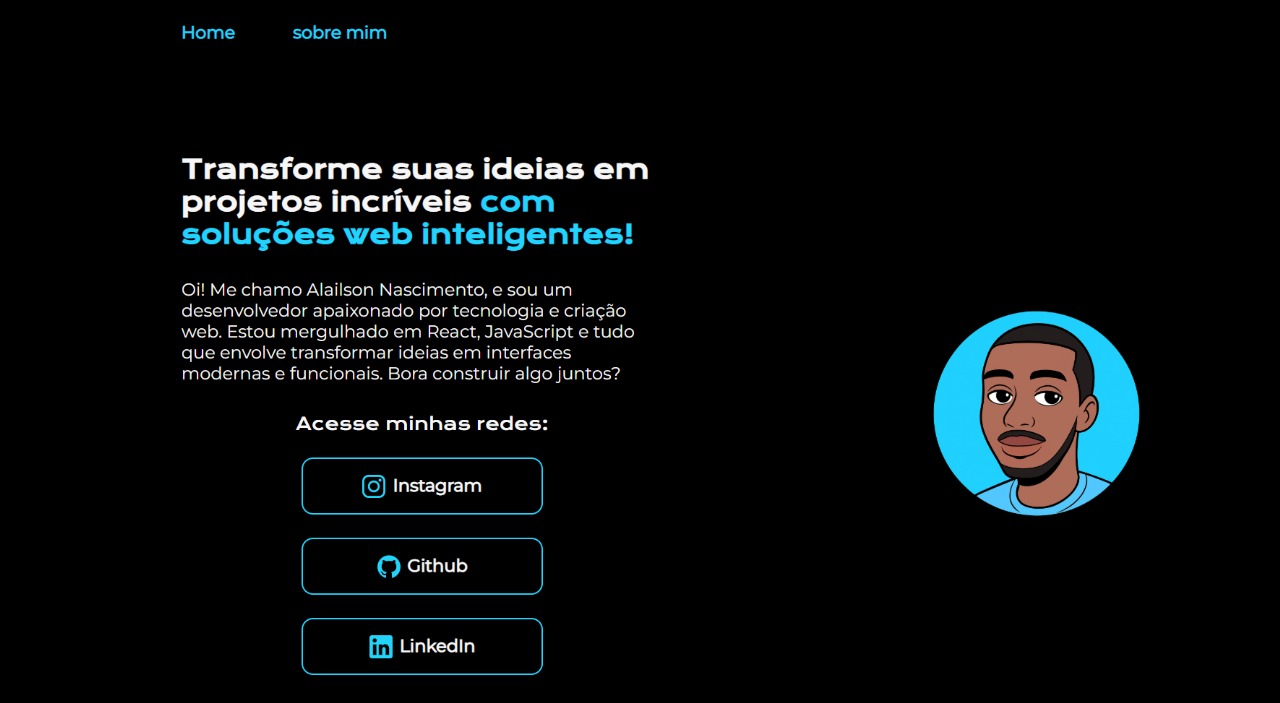 Home sobre mim
Transforme suas ideias em
projetos incríveis com
soluções web inteligentes!
Oi! Me chamo Alailson Nascimento, e sou um
desenvolvedor apaixonado por tecnologia e criação
web. Estou mergulhado em React, JavaScript e tudo
que envolve transformar ideias em interfaces
modernas e funcionais. Bora construir algo juntos?
Acesse minhas redes:
Instagram
Github
LinkedIn